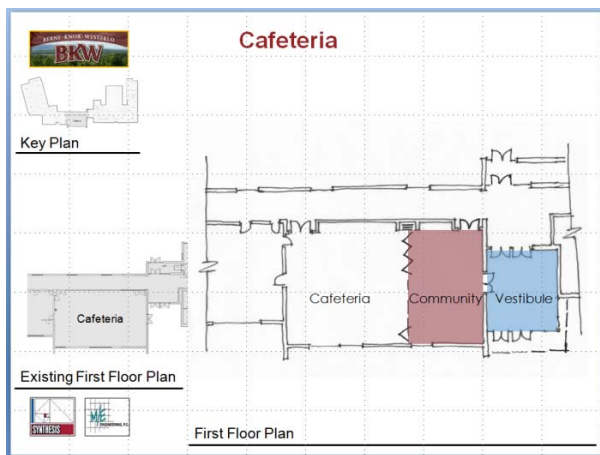 Cafeteria
BERNE-KNOX-WESTERLO
BKW
Key Plan
Cafeteria
Community
Vestibule
Cafeteria
Existing First Floor Plan
SYNTHESIS
M/E
ENGINEERING, P.C.
First Floor Plan